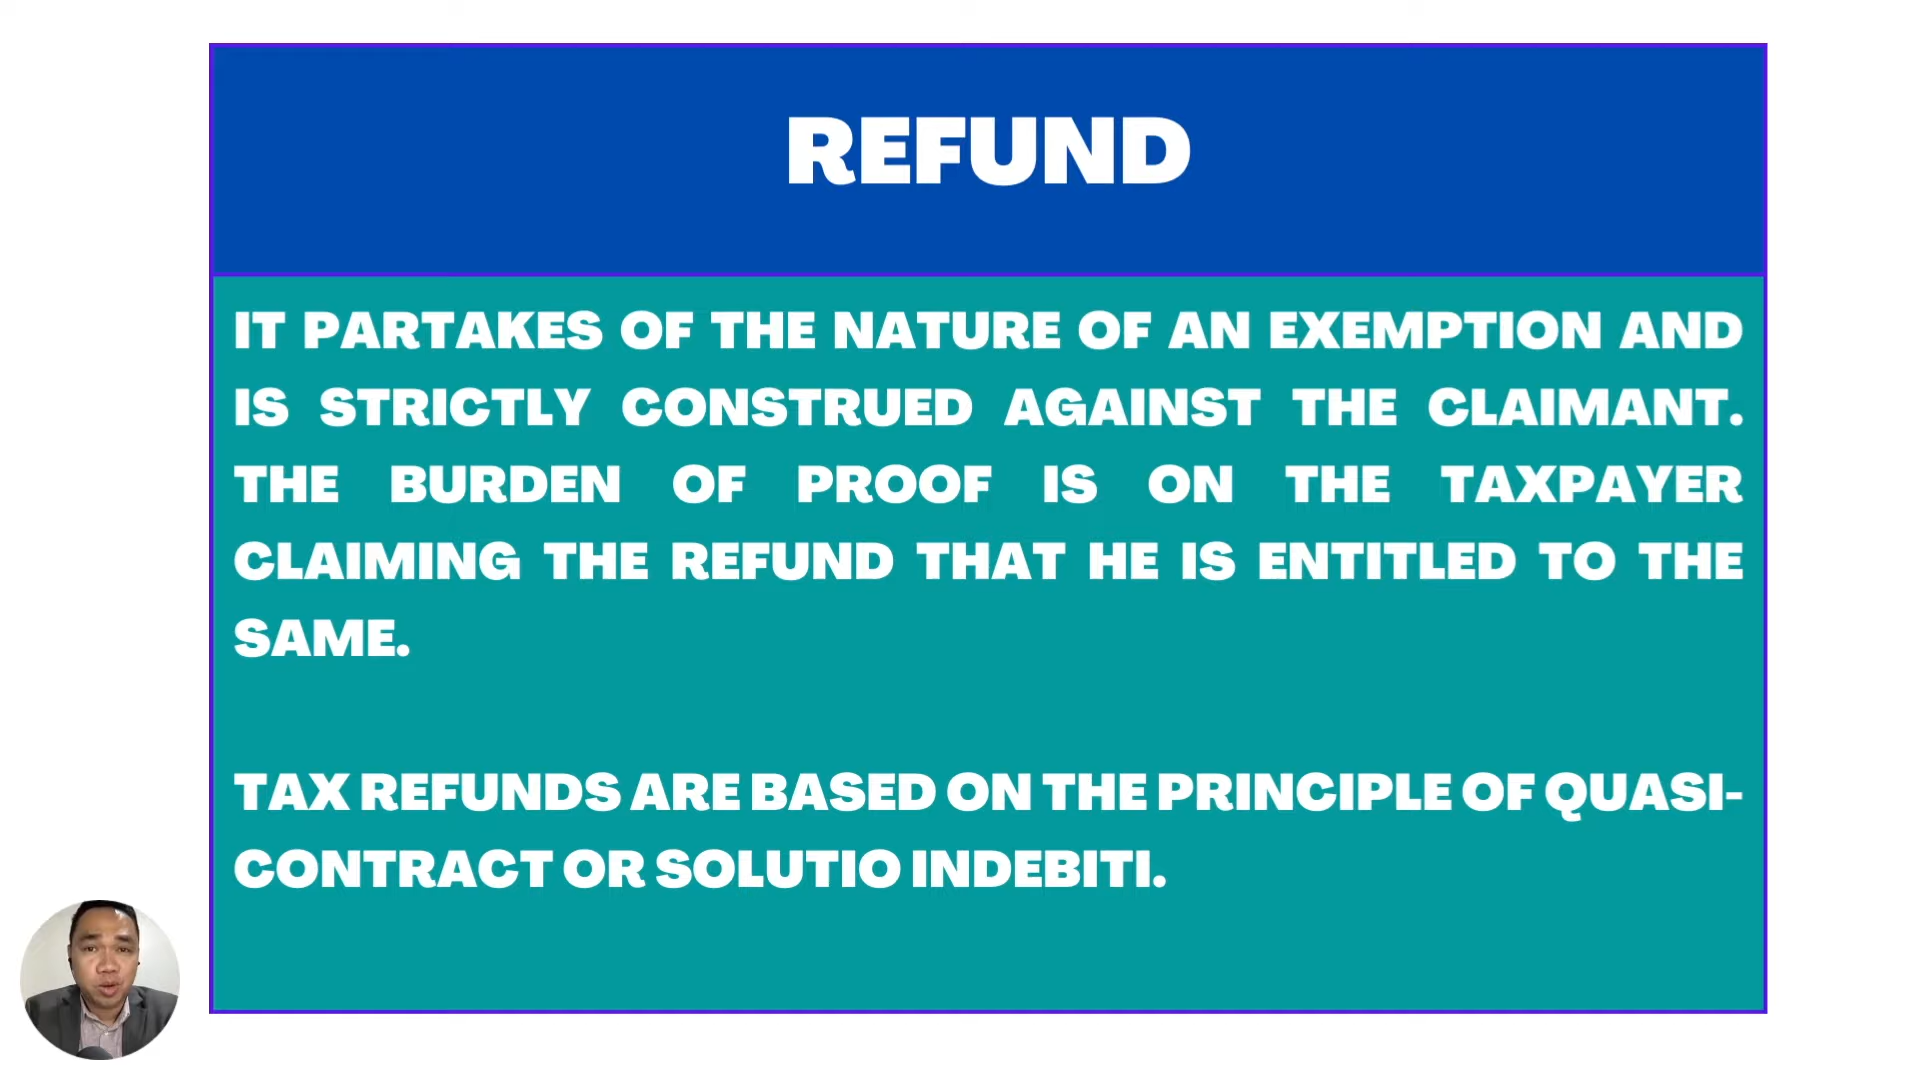 REFUND
IT PARTAKES OF THE NATURE OF AN EXEMPTION AND
IS STRICTLY CONSTRUED AGAINST THE CLAIMANT.
THE BURDEN OF PROOF IS ON THE TAXPAYER
CLAIMING THE REFUND THAT HE IS ENTITLED TO THE
SAME.
TAX REFUNDS ARE BASED ON THE PRINCIPLE OF QUASI-
CONTRACT OR SOLUTIO INDEBITI.